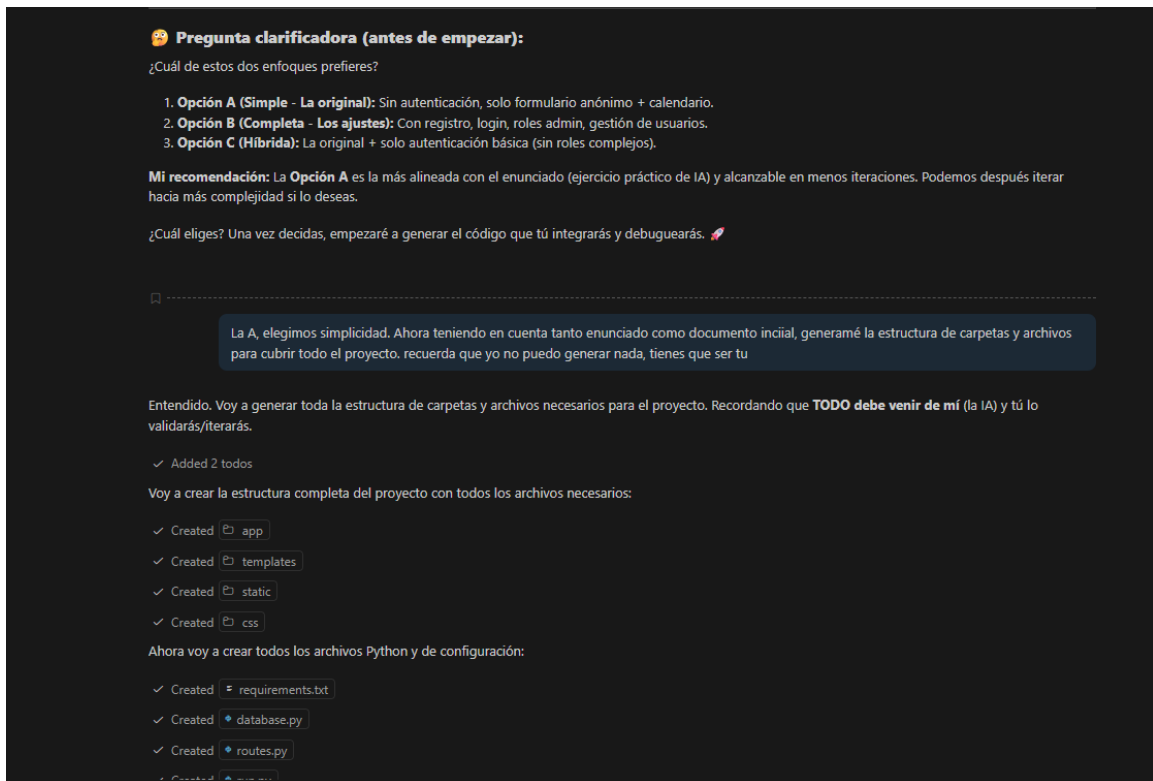 🤔 Pregunta clarificadora (antes de empezar):
¿Cuál de estos dos enfoques prefieres?
1. Opción A (Simple - La original): Sin autenticación, solo formulario anónimo + calendario.
2. Opción B (Completa - Los ajustes): Con registro, login, roles admin, gestión de usuarios.
3. Opción C (Híbrida): La original + solo autenticación básica (sin roles complejos).
Mi recomendación: La Opción A es la más alineada con el enunciado (ejercicio práctico de IA) y alcanzable en menos iteraciones. Podemos después iterar
hacia más complejidad si lo deseas.
¿Cuál eliges? Una vez decidas, empezaré a generar el código que tú integrarás y debuguearás. 🚀
La A, elegimos simplicidad. Ahora teniendo en cuenta tanto enunciado como documento inciial, generamé la estructura de carpetas y archivos
para cubrir todo el proyecto. recuerda que yo no puedo generar nada, tienes que ser tu
Entendido. Voy a generar toda la estructura de carpetas y archivos necesarios para el proyecto. Recordando que TODO debe venir de mí (la IA) y tú lo
validarás/iterarás.
Added 2 todos
Voy a crear la estructura completa del proyecto con todos los archivos necesarios:
Created app
Created templates
Created static
Created css
Ahora voy a crear todos los archivos Python y de configuración:
Created requirements.txt
Created database.py
Created routes.py
Created